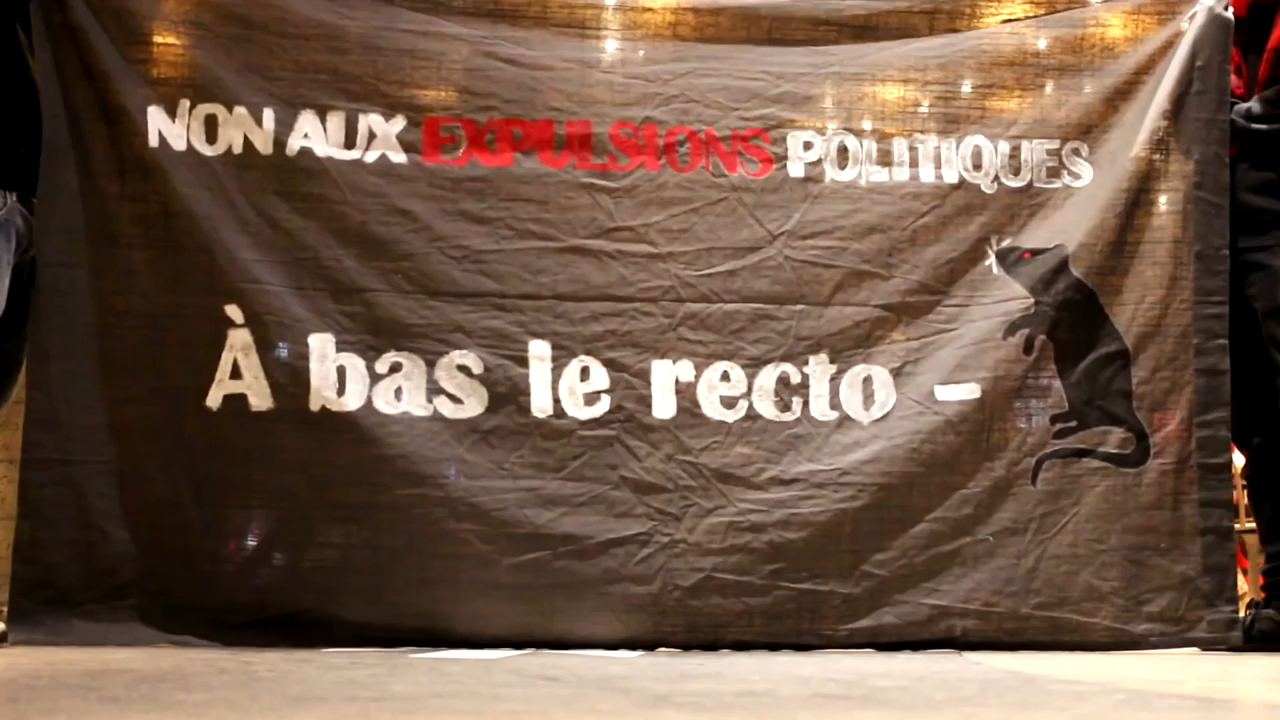 NON AUX EXPULSIONS POLITIQUES
À bas le recto -